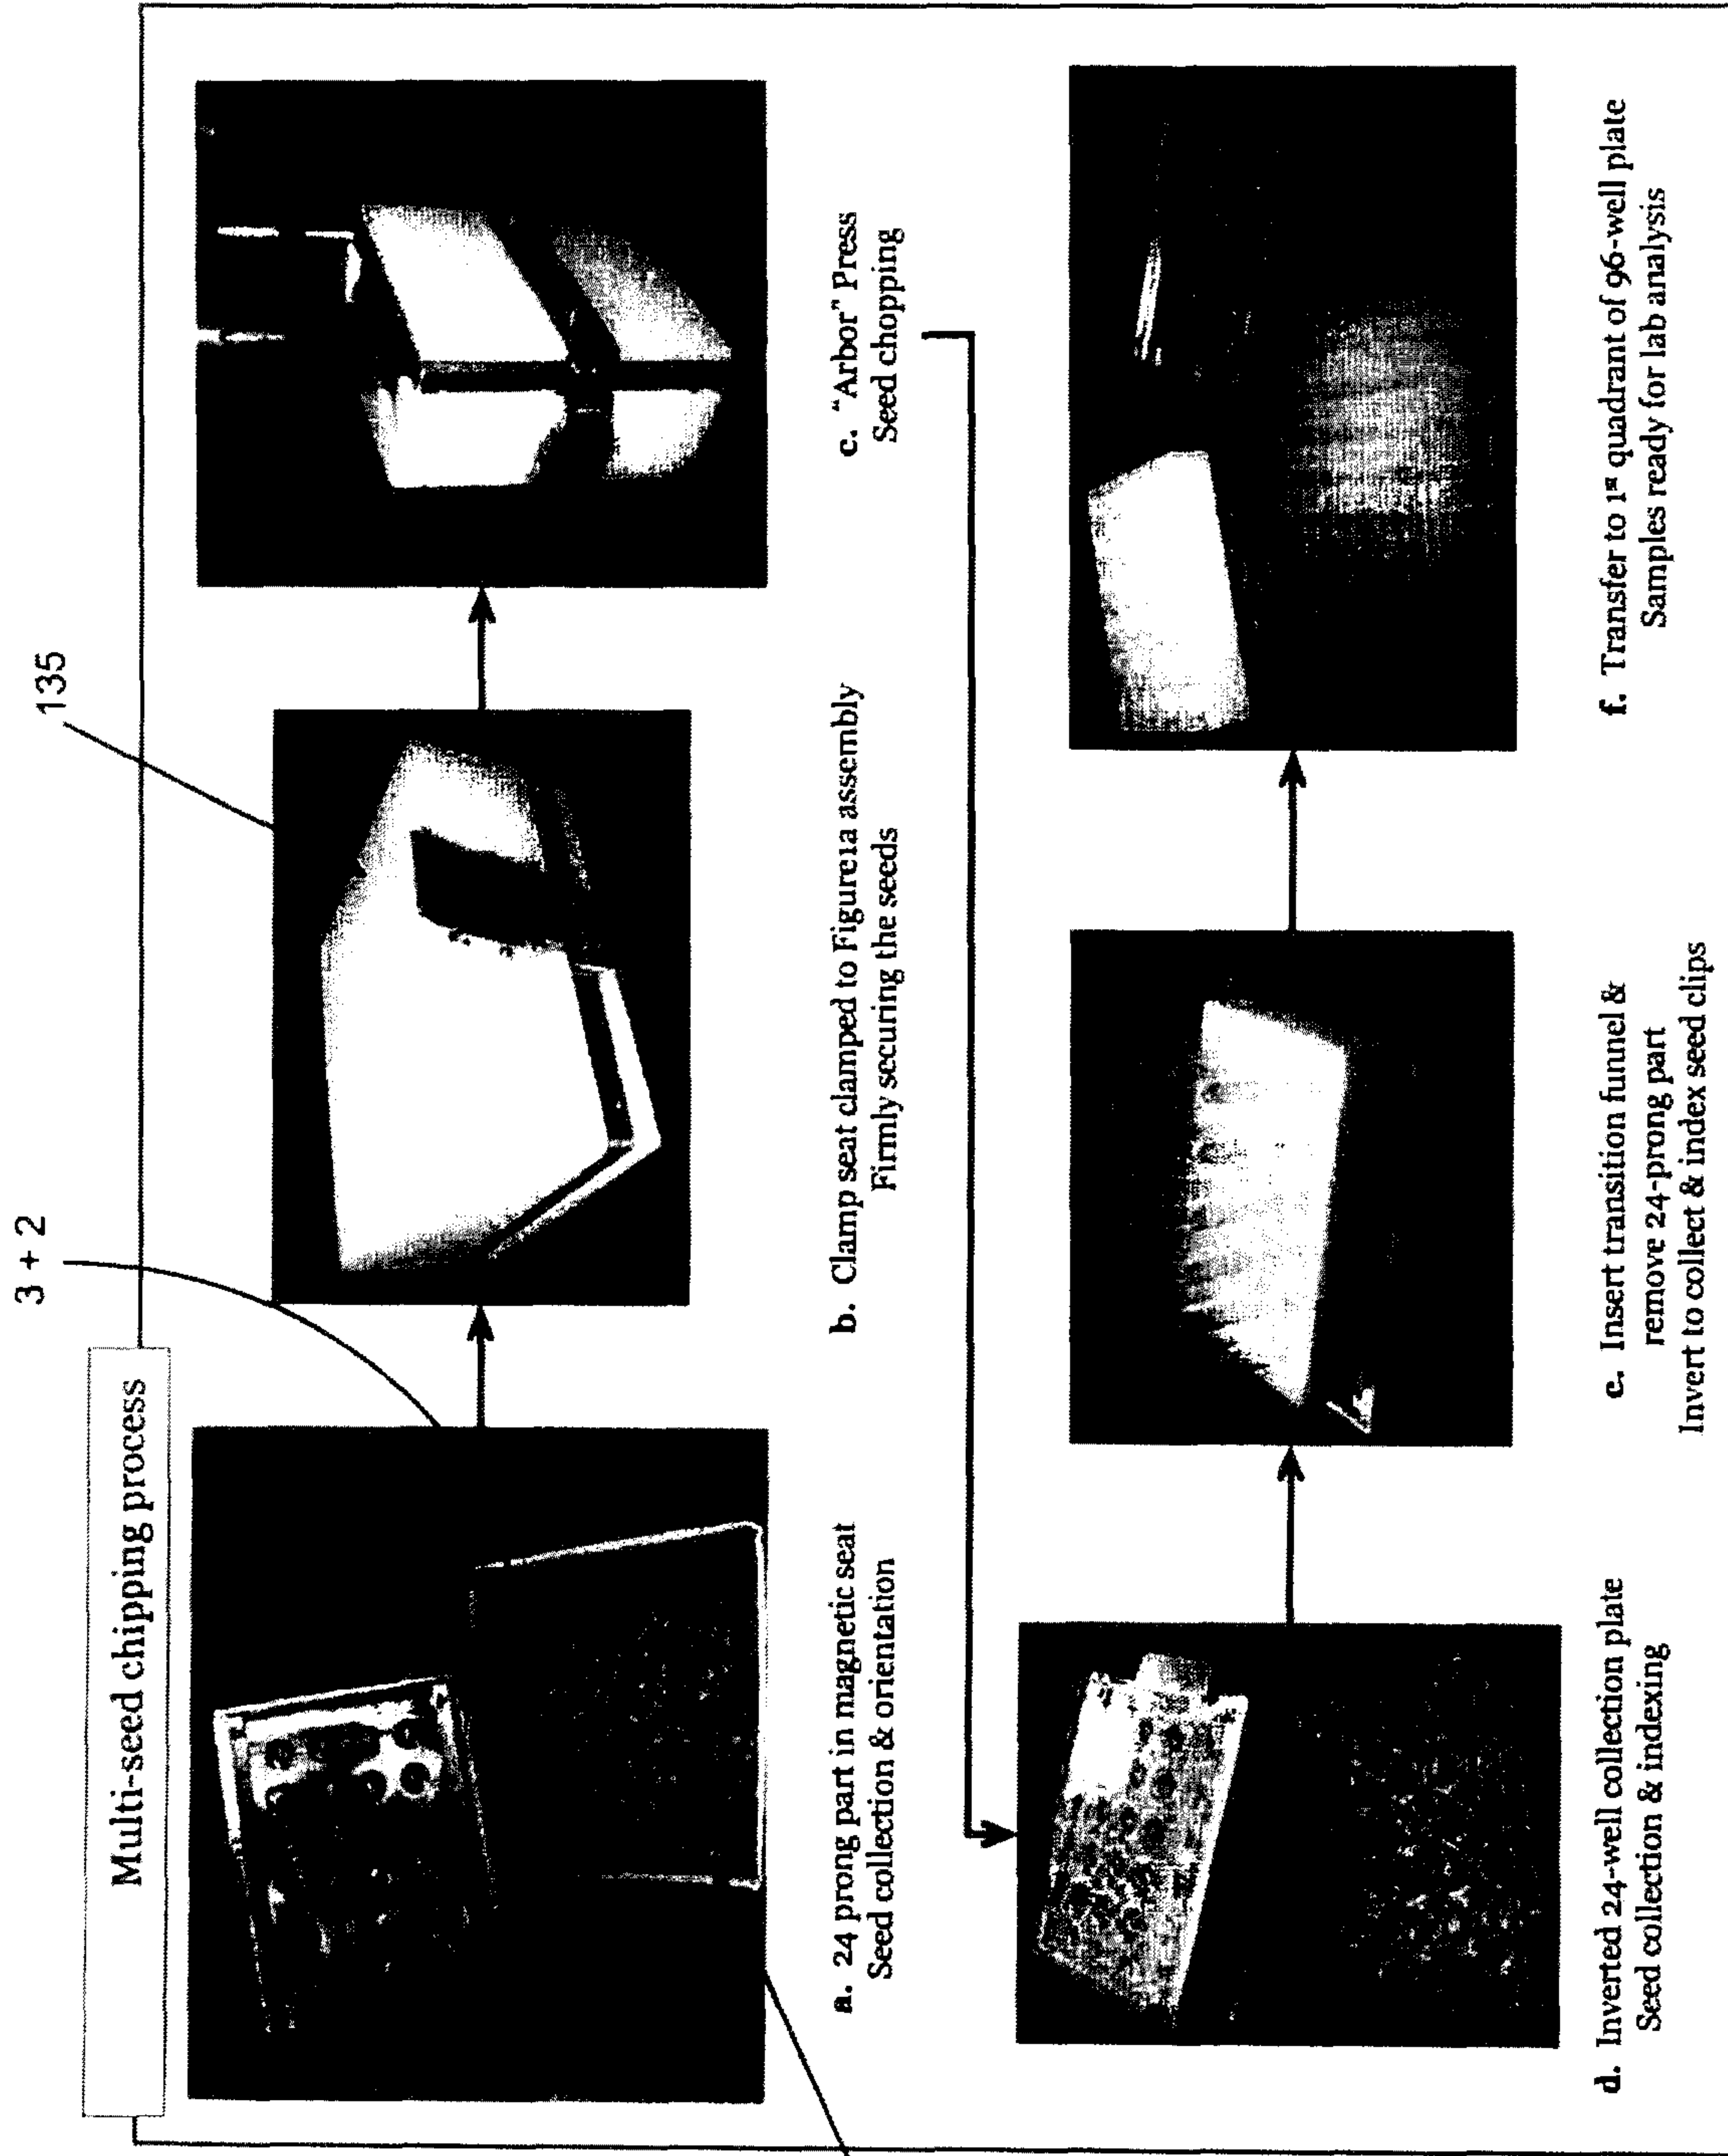 3 + 2
135
Multi-seed chipping process
a. 24 prong part in magnetic seat
Seed collection & orientation
b. Clamp seat clamped to Figure1a assembly
Firmly securing the seeds
c. "Arbor" Press
Seed chopping
d. Inverted 24-well collection plate
Seed collection & indexing
e. Insert transition funnel &
remove 24-prong part
Invert to collect & index seed clips
f. Transfer to 1st quadrant of 96-well plate
Samples ready for lab analysis